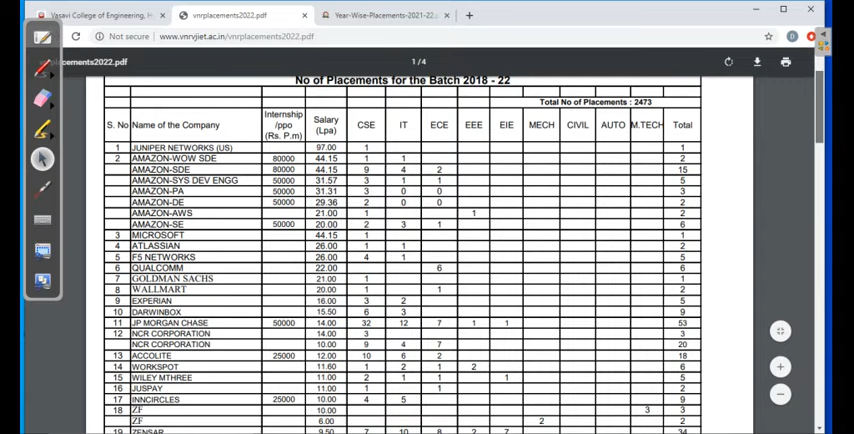 Vasavi College of Engineering, H
vnrplacements2022.pdf
Year-Wise-Placements-2021-22.p
Not secure www.vnrvjiet.ac.in/vnrplacements2022.pdf
placements2022.pdf 1 / 4
No of Placements for the Batch 2018 - 22
Total No of Placements : 2473
S. No Name of the Company Internship /ppo (Rs. P.m) Salary (Lpa) CSE IT ECE EEE EIE MECH CIVIL AUTO M.TECH Total
1 JUNIPER NETWORKS (US) 97.00 1 1
2 AMAZON-WOW SDE 80000 44.15 1 1 2
AMAZON-SDE 80000 44.15 9 4 2 15
AMAZON-SYS DEV ENGG 50000 31.57 3 1 1 5
AMAZON-PA 50000 31.31 3 0 0 3
AMAZON-DE 50000 29.36 2 0 0 2
AMAZON-AWS 21.00 1 1 2
AMAZON-SE 50000 20.00 2 3 1 6
3 MICROSOFT 44.15 1 1
4 ATLASSIAN 26.00 1 1 2
5 F5 NETWORKS 26.00 4 1 5
6 QUALCOMM 22.00 6 6
7 GOLDMAN SACHS 21.00 1 1
8 WALLMART 20.00 1 1 2
9 EXPERIAN 16.00 3 2 5
10 DARWINBOX 15.50 6 3 9
11 JP MORGAN CHASE 50000 14.00 32 12 7 1 1 53
12 NCR CORPORATION 14.00 3 3
NCR CORPORATION 10.00 9 4 7 20
13 ACCOLITE 25000 12.00 10 6 2 18
14 WORKSPOT 11.60 1 2 1 2 6
15 WILEY MTHREE 11.00 2 1 1 1 5
16 JUSPAY 11.00 1 1 2
17 INNCIRCLES 25000 10.00 4 5 9
18 ZF 10.00 3 3
ZF 6.00 2 2
19 ZENSAR 9.50 7 10 8 2 7 34